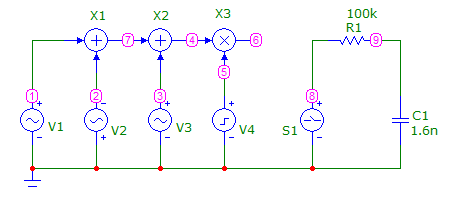 X1 X2 X3 100k
R1
7 4 6 9
5
1 2 3 8
V1 V2 V3 V4 S1 C1
1.6n